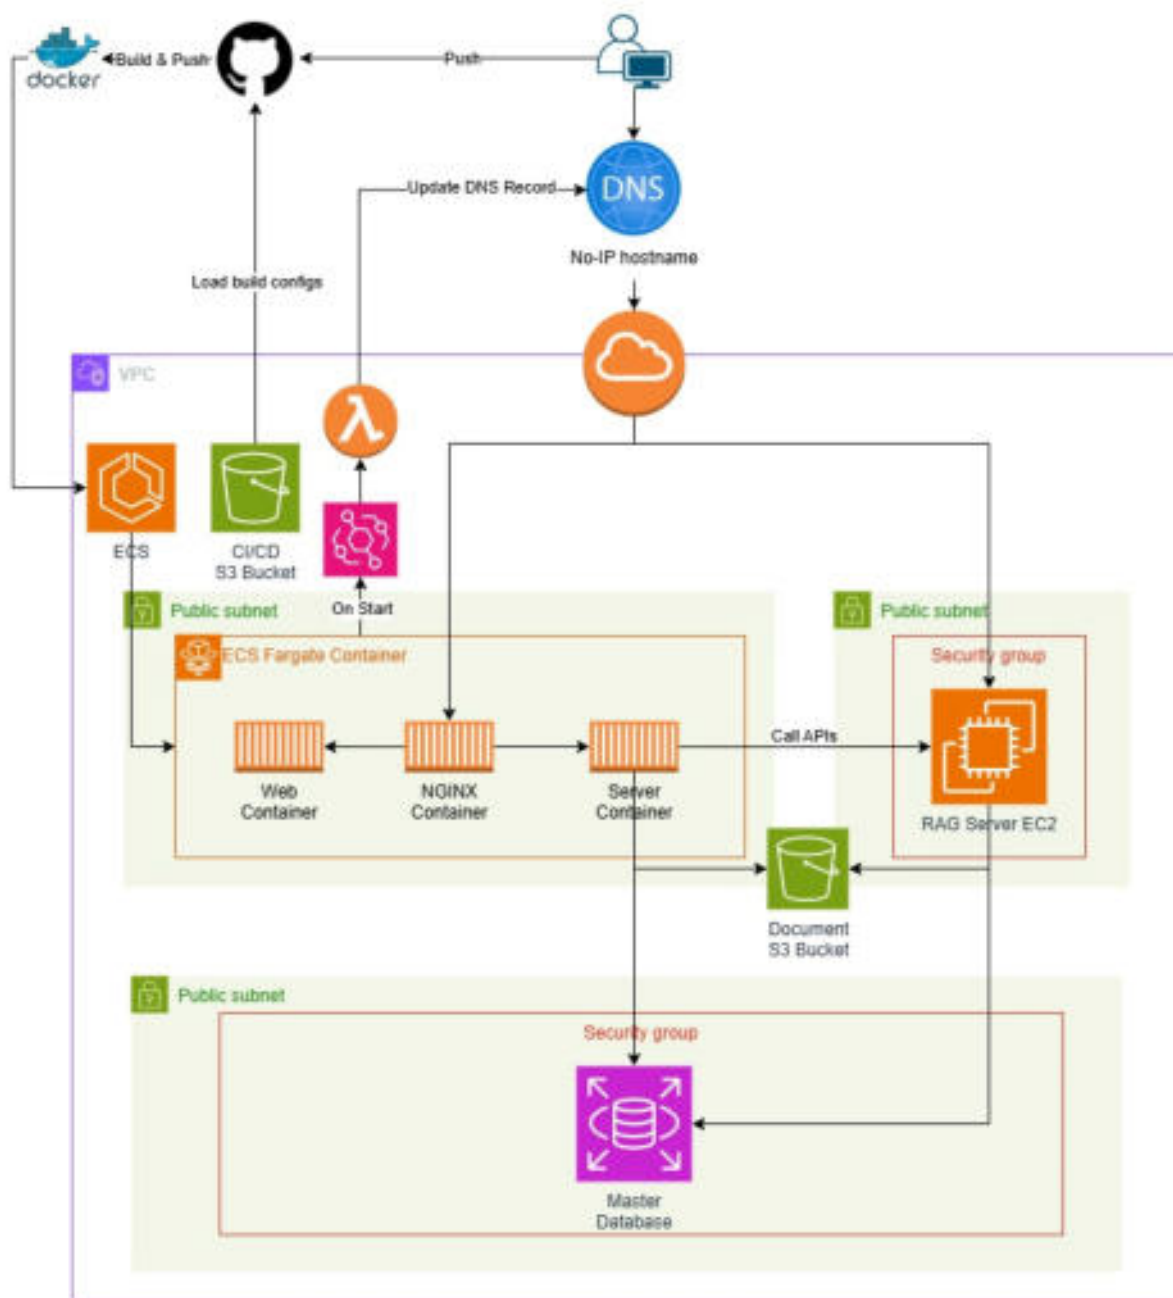 docker
Build & Push
Push
Update DNS Record
DNS
No-IP hostname
Load build configs
VPC
ECS
CI/CD
S3 Bucket
On Start
Public subnet
Public subnet
ECS Fargate Container
Security group
Call APIs
Web
Container
NGINX
Container
Server
Container
RAG Server EC2
Document
S3 Bucket
Public subnet
Security group
Master
Database